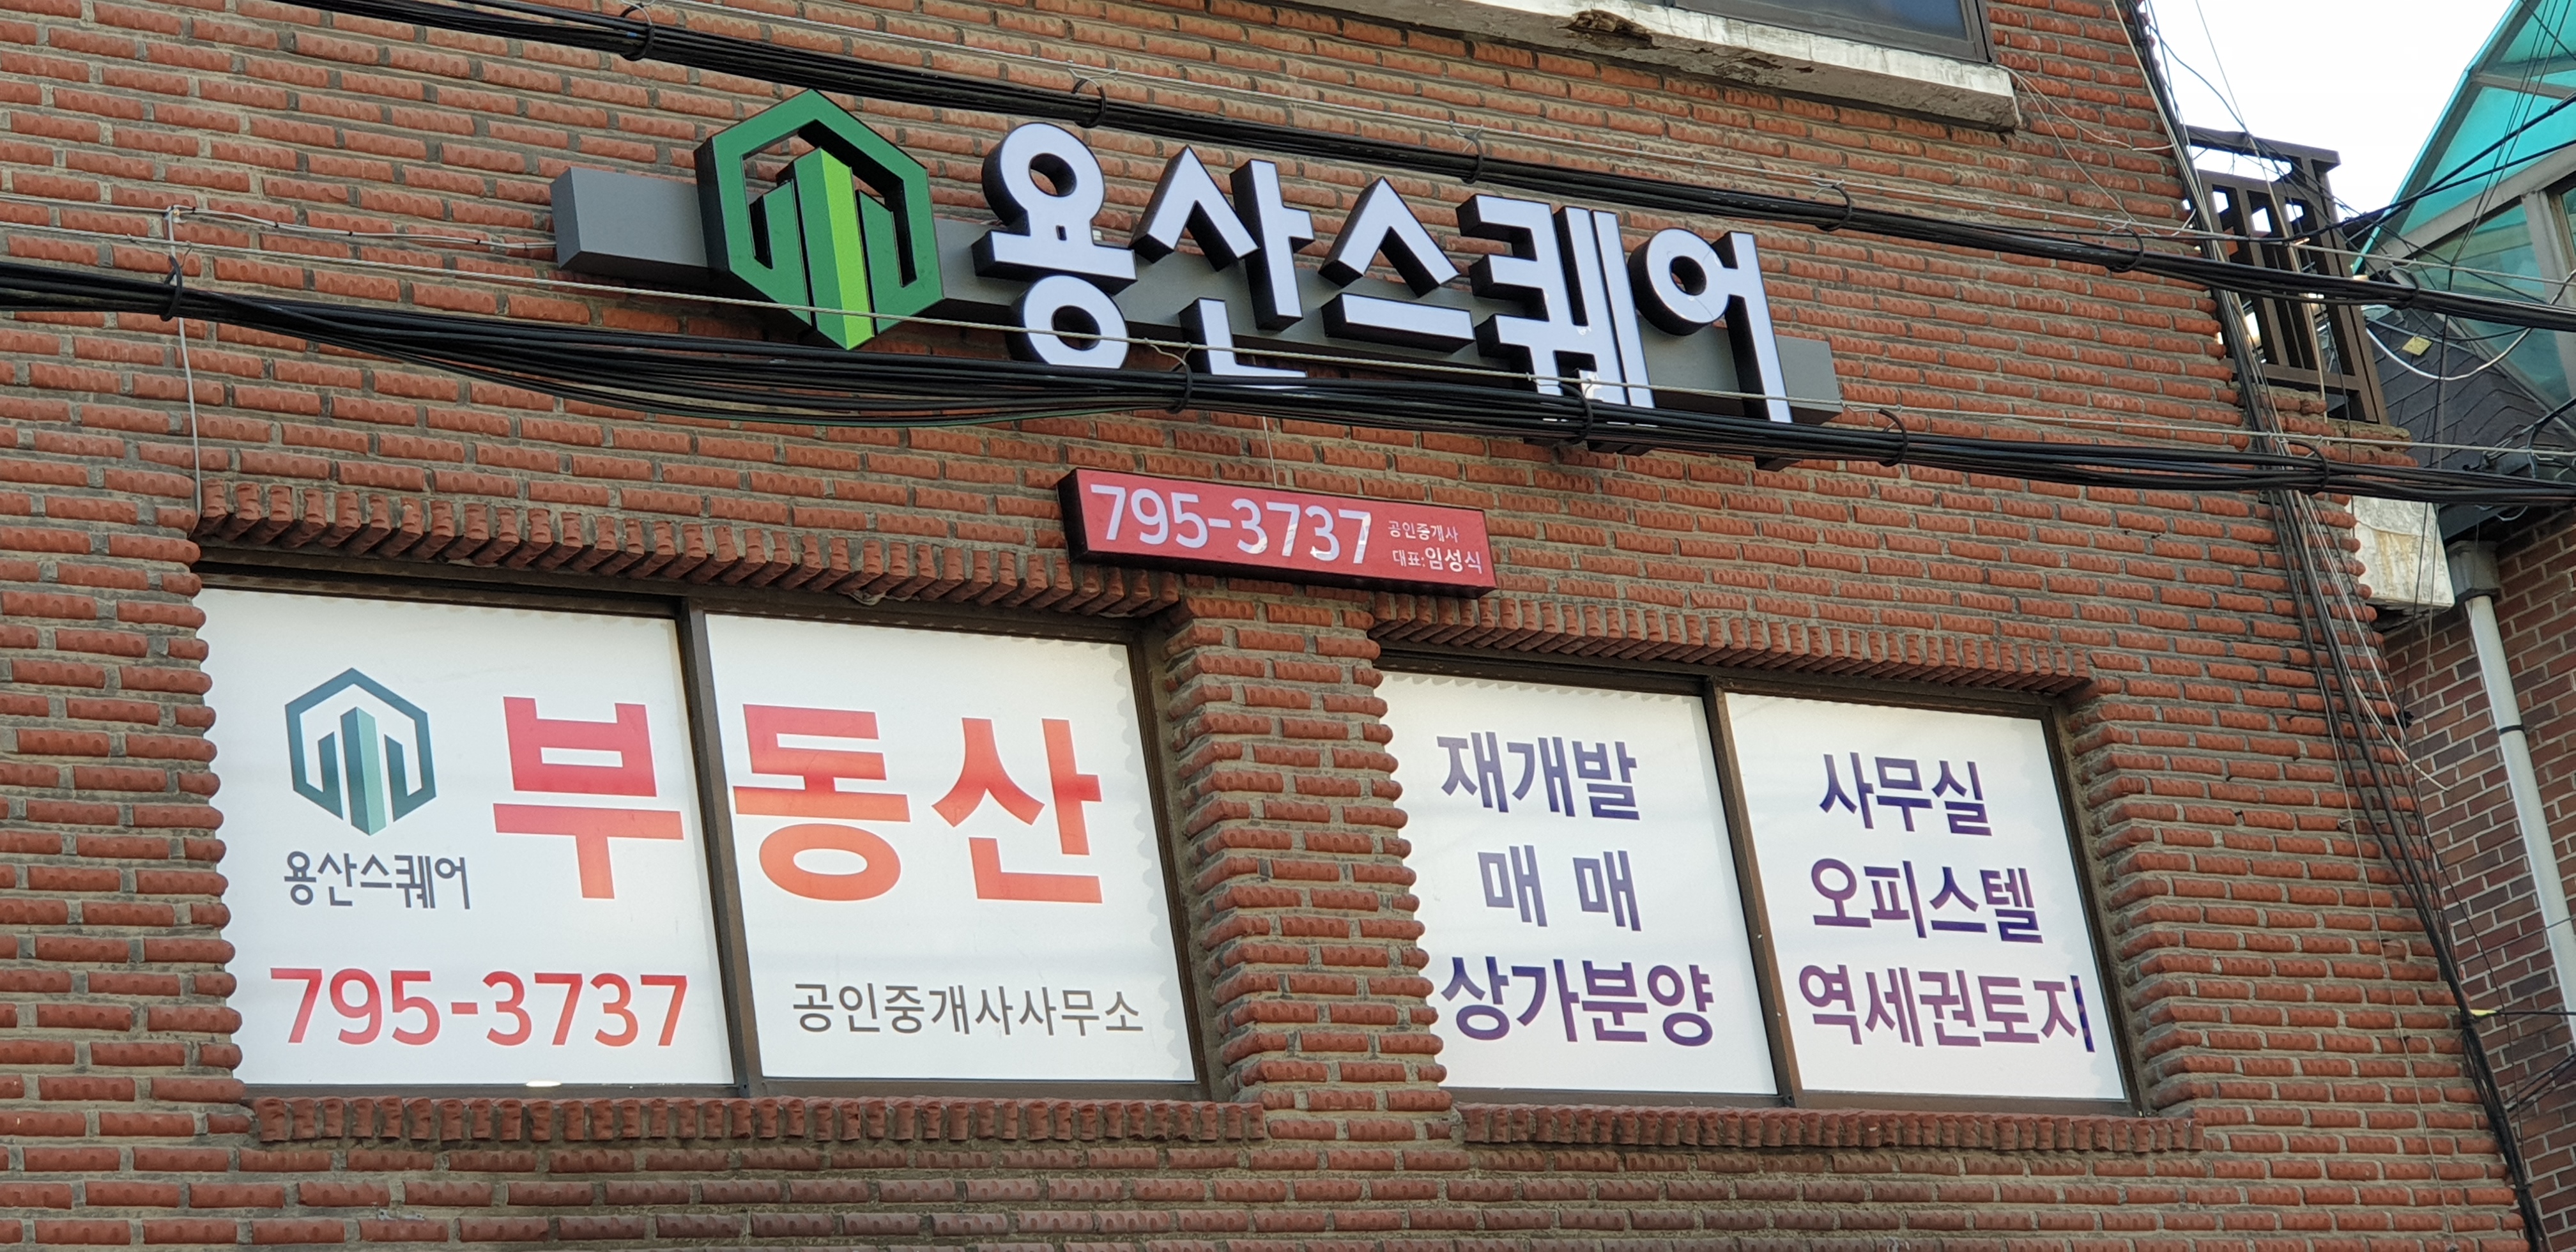 용산스퀘어
795-3737
공인중개사
대표:임성식
부동산
용산스퀘어
795-3737
공인중개사사무소
재개발
매 매
상가분양
사무실
오피스텔
역세권토지